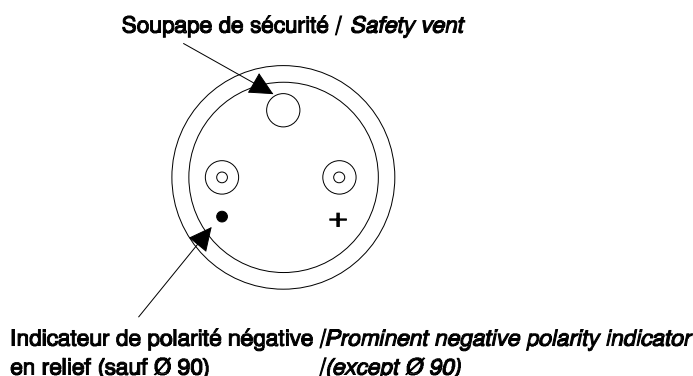 Soupape de sécurité / Safety vent
+
Indicateur de polarité négative /Prominent negative polarity indicator
en relief (sauf Ø 90) /(except Ø 90)